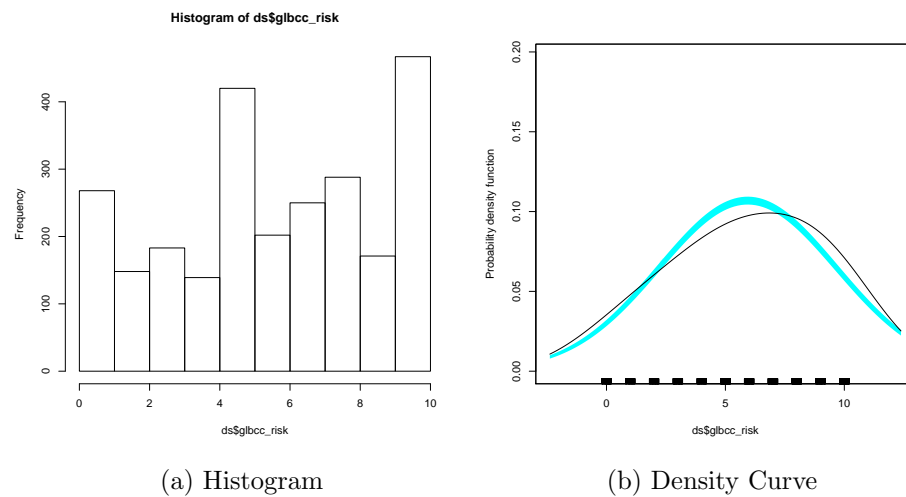 Histogram of ds$glbcc_risk
Frequency
0
100
200
300
400
0 2 4 6 8 10
ds$glbcc_risk
(a) Histogram
Probability density function
0.00
0.05
0.10
0.15
0.20
0 5 10
ds$glbcc_risk
(b) Density Curve